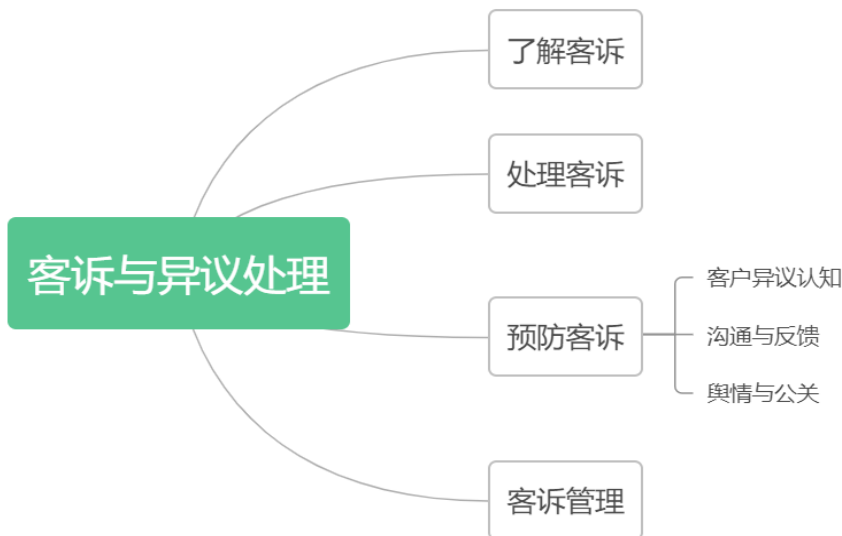 客诉与异议处理
了解客诉
处理客诉
预防客诉
客户异议认知
沟通与反馈
舆情与公关
客诉管理